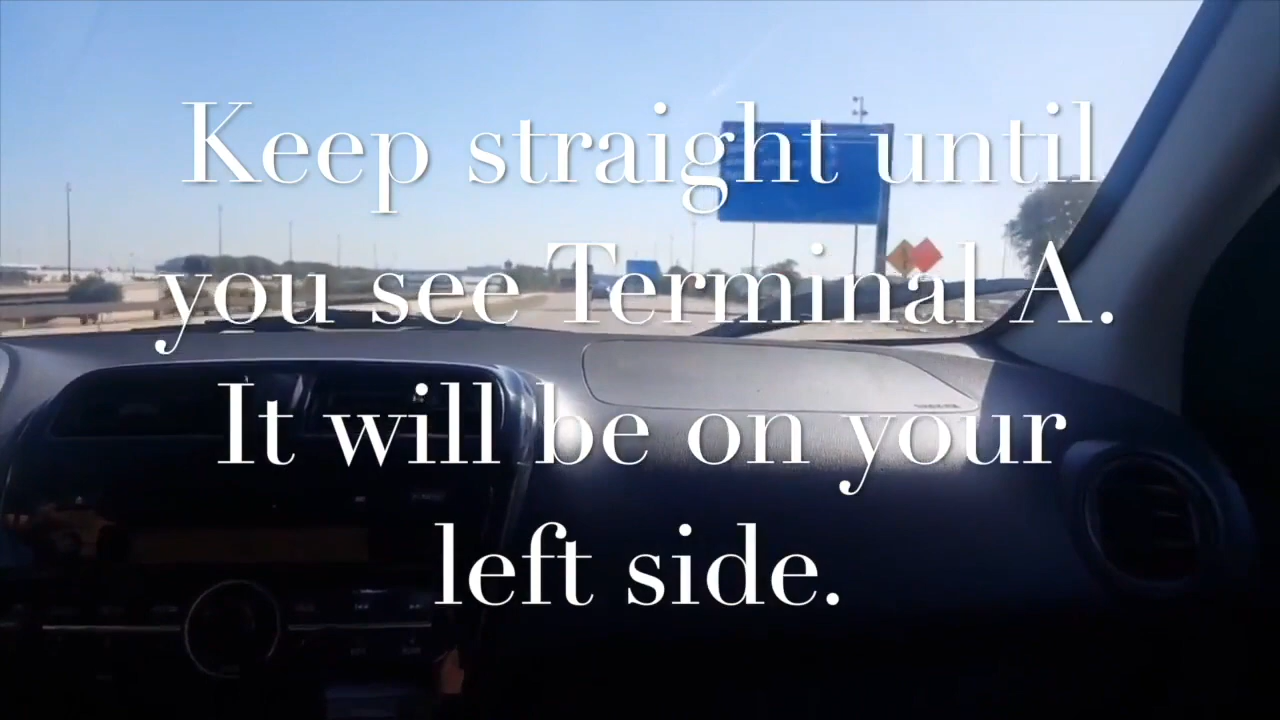 Keep straight until
you see Terminal A.
It will be on your
left side.